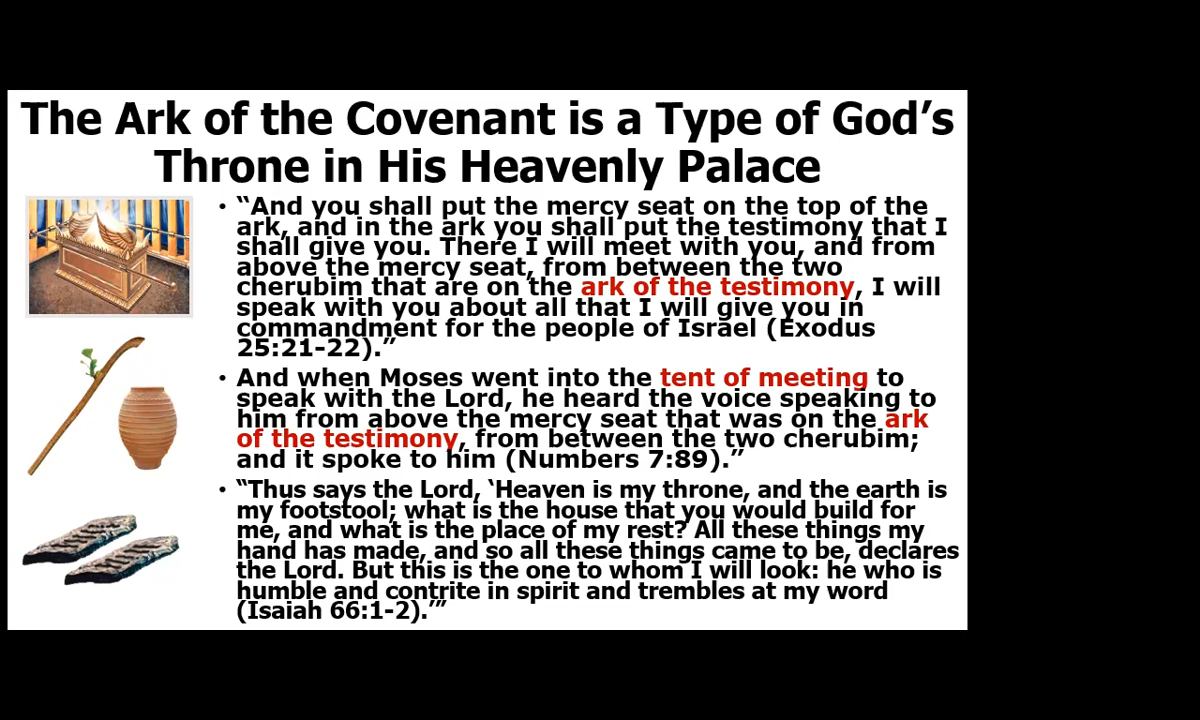 The Ark of the Covenant is a Type of God’s
Throne in His Heavenly Palace
• “And you shall put the mercy seat on the top of the
ark, and in the ark you shall put the testimony that I
shall give you. There I will meet with you, and from
above the mercy seat, from between the two
cherubim that are on the ark of the testimony, I will
speak with you about all that I will give you in
commandment for the people of Israel (Exodus
25:21-22).”
• And when Moses went into the tent of meeting to
speak with the Lord, he heard the voice speaking to
him from above the mercy seat that was on the ark
of the testimony, from between the two cherubim;
and it spoke to him (Numbers 7:89).”
• “Thus says the Lord, ‘Heaven is my throne, and the earth is
my footstool; what is the house that you would build for
me, and what is the place of my rest? All these things my
hand has made, and so all these things came to be, declares
the Lord. But this is the one to whom I will look: he who is
humble and contrite in spirit and trembles at my word
(Isaiah 66:1-2).’”